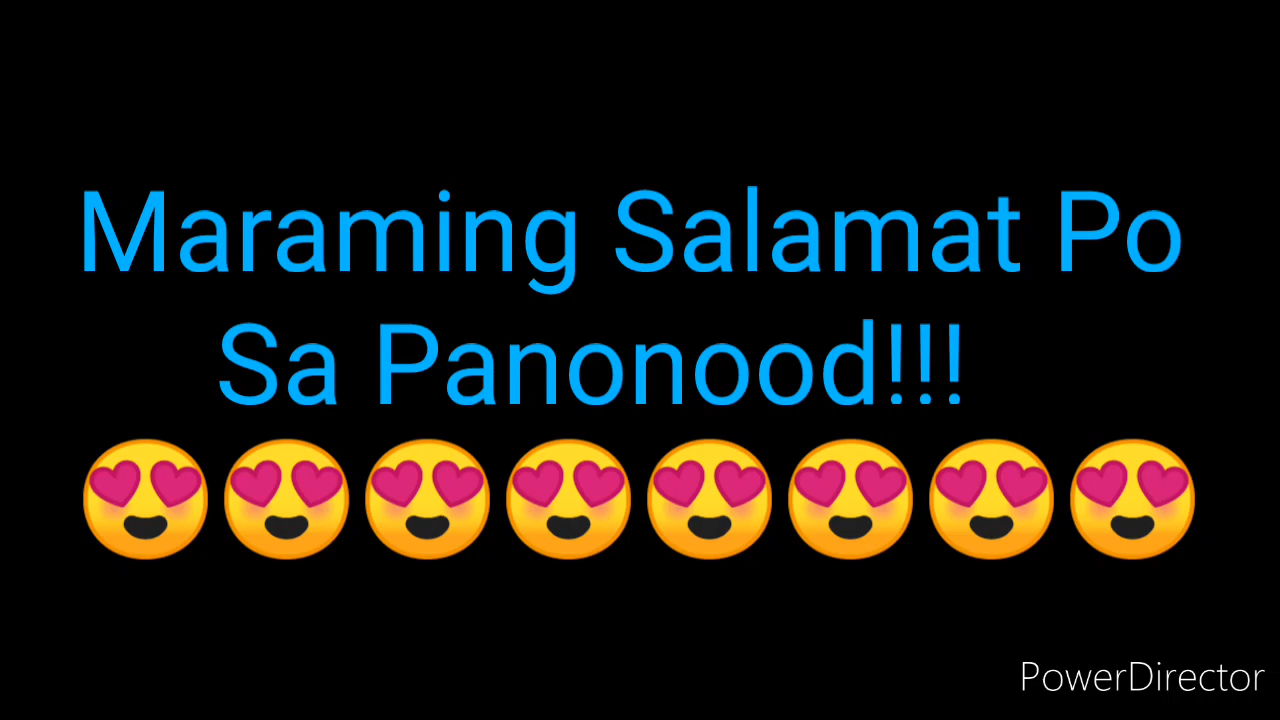 Maraming Salamat Po
Sa Panonood!!!
😍😍😍😍😍😍😍😍
PowerDirector